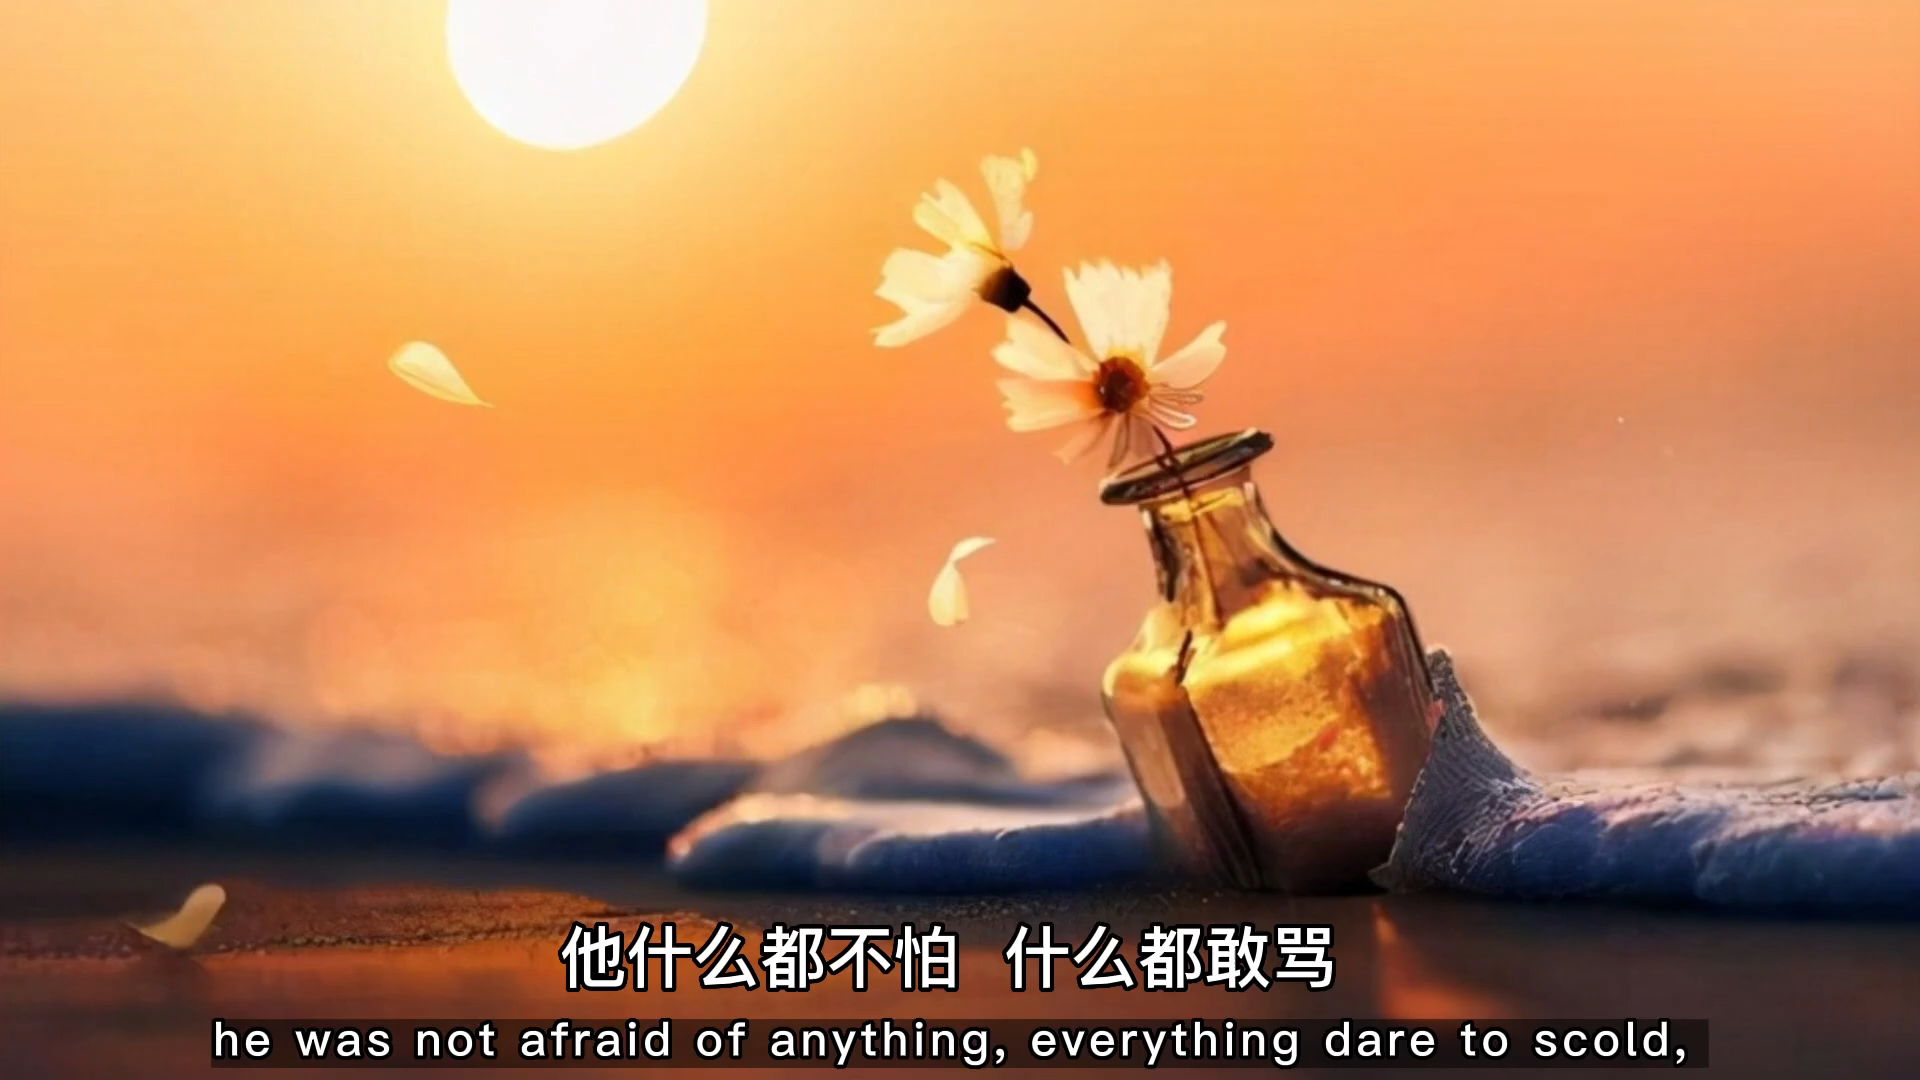 他什么都不怕 什么都敢骂
he was not afraid of anything, everything dare to scold,